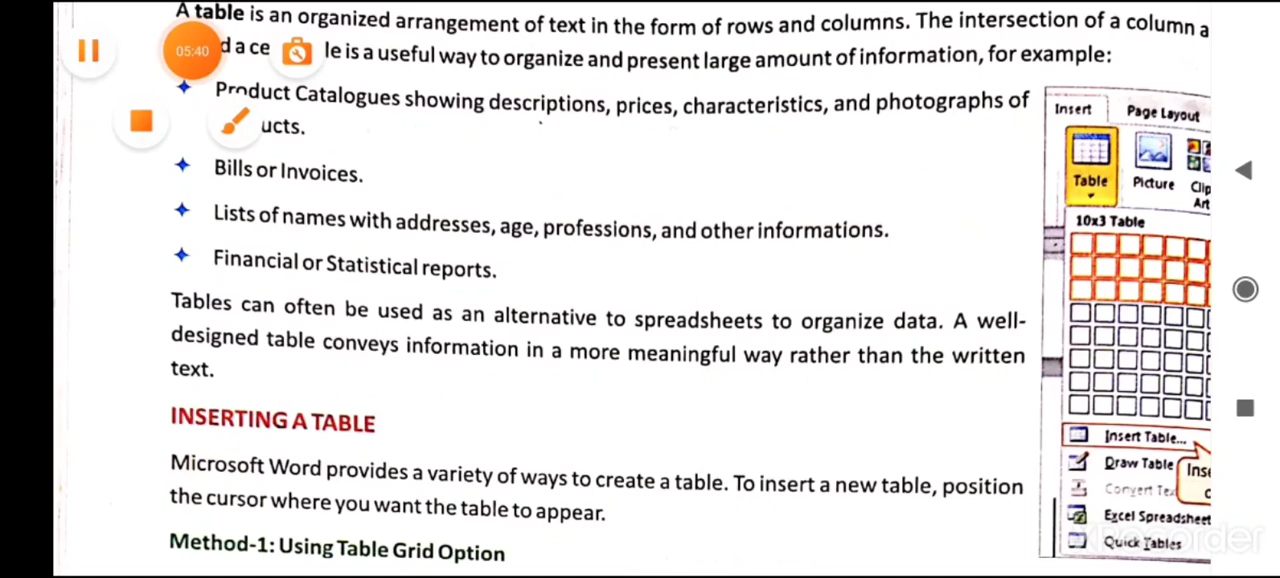 A table is an organized arrangement of text in the form of rows and columns. The intersection of a column a
05:40
d a ce le is a useful way to organize and present large amount of information, for example:
Product Catalogues showing descriptions, prices, characteristics, and photographs of
ucts.
Bills or Invoices.
Lists of names with addresses, age, professions, and other informations.
Financial or Statistical reports.
Tables can often be used as an alternative to spreadsheets to organize data. A well-
designed table conveys information in a more meaningful way rather than the written
text.
INSERTING A TABLE
Microsoft Word provides a variety of ways to create a table. To insert a new table, position
the cursor where you want the table to appear.
Method-1: Using Table Grid Option
Insert Page Layout
Table Picture Clip
Art
10x3 Table
Insert Table...
Draw Table Inse
Convert Tex
Excel Spreadsheet
Quick Tables